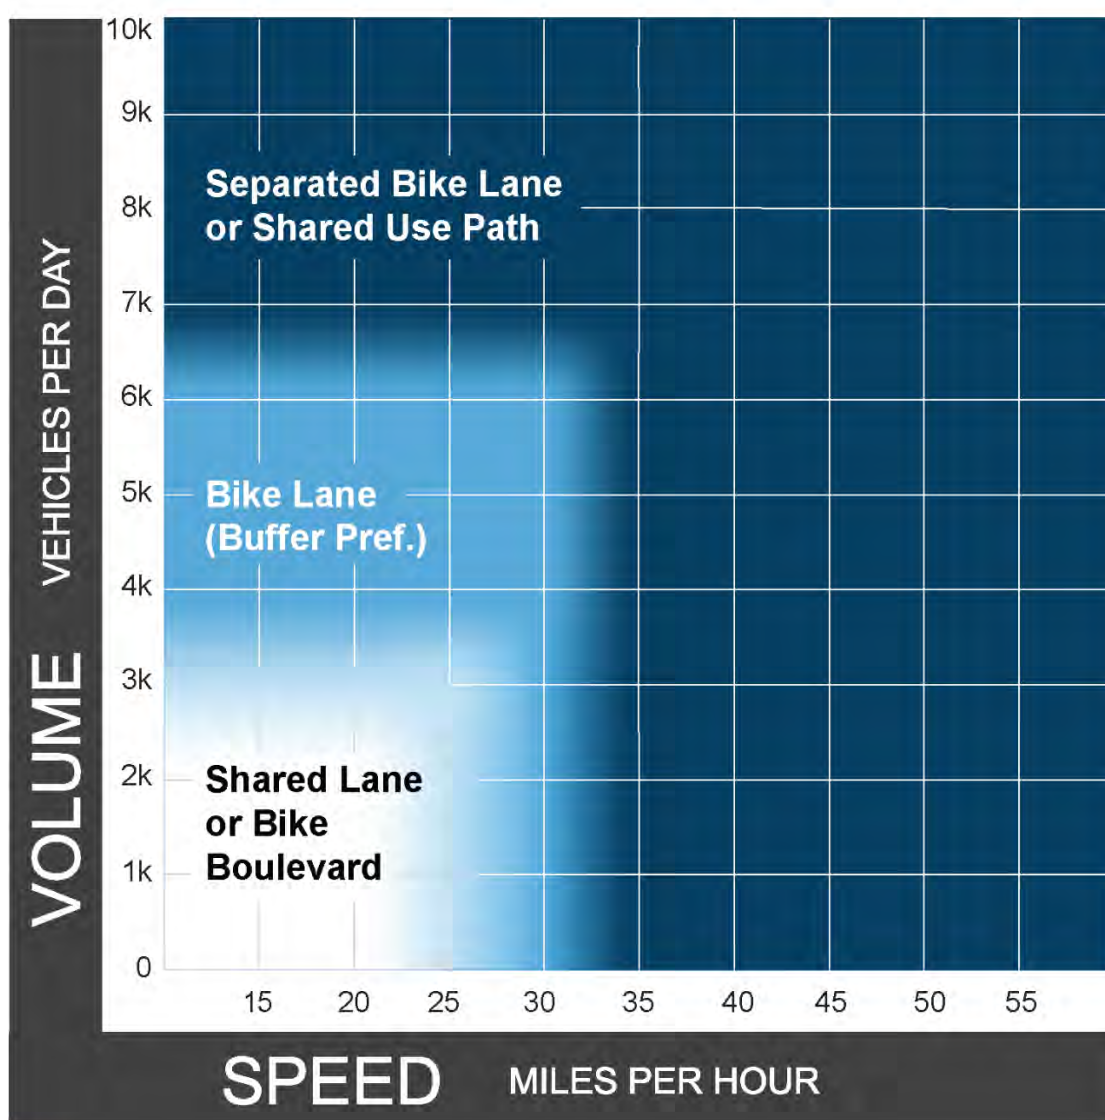 10k
9k
Separated Bike Lane
or Shared Use Path
8k
7k
6k
5k
Bike Lane
(Buffer Pref.)
4k
3k
2k
Shared Lane
or Bike
Boulevard
1k
0
15 20 25 30 35 40 45 50 55
VOLUME VEHICLES PER DAY
SPEED MILES PER HOUR